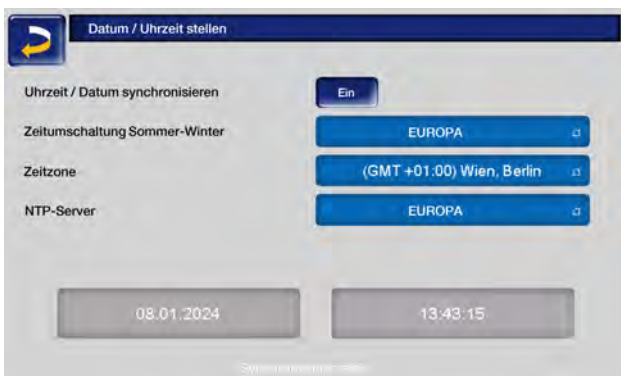 Datum / Uhrzeit stellen
Uhrzeit / Datum synchronisieren Ein
Zeitumschaltung Sommer-Winter EUROPA
Zeitzone (GMT +01:00) Wien, Berlin
NTP-Server EUROPA
08.01.2024 13:43:15